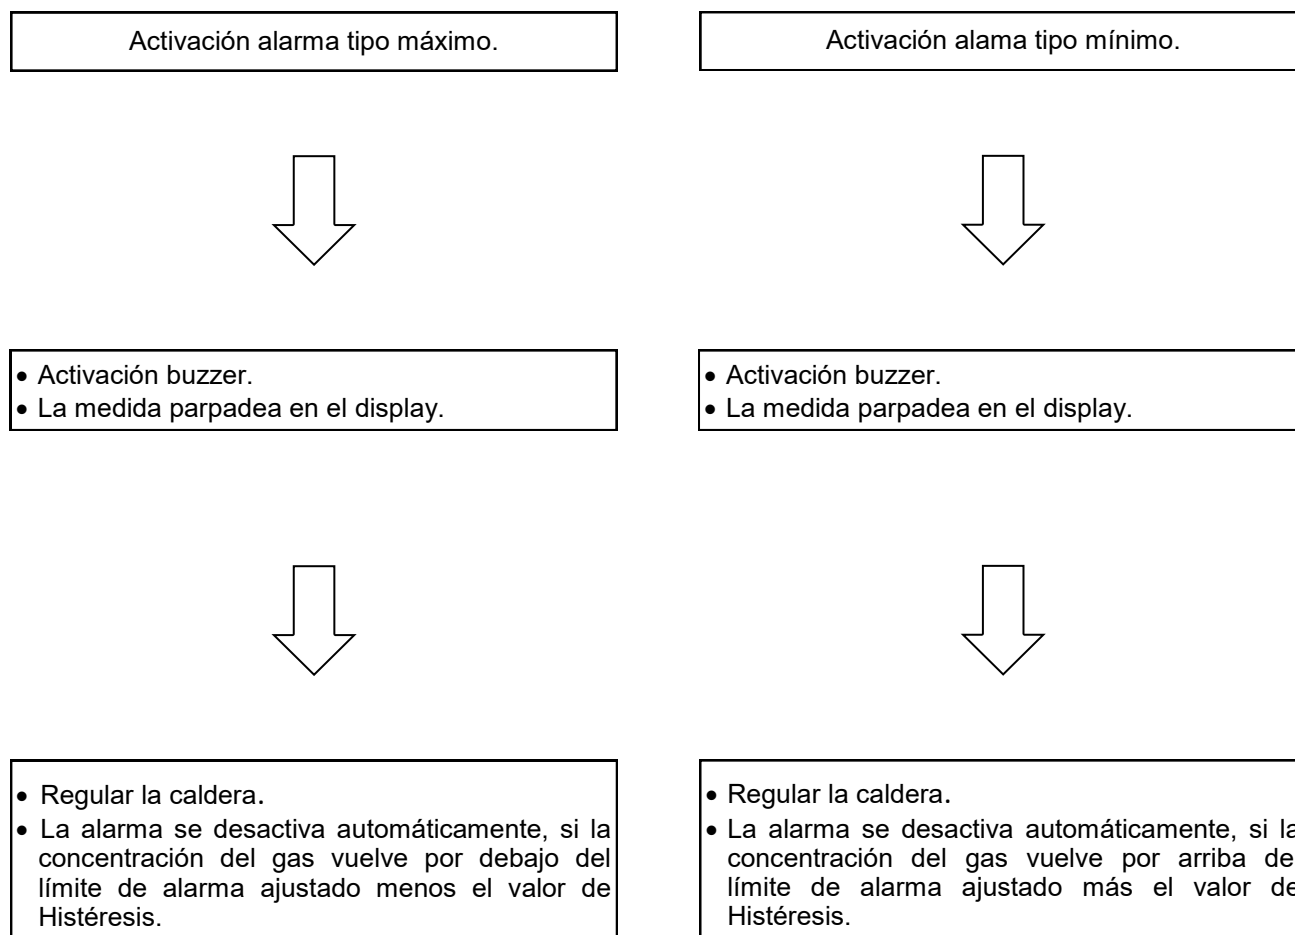 Activación alarma tipo máximo.
Activación alama tipo mínimo.
• Activación buzzer.
• La medida parpadea en el display.
• Activación buzzer.
• La medida parpadea en el display.
• Regular la caldera.
• La alarma se desactiva automáticamente, si la
concentración del gas vuelve por debajo del
límite de alarma ajustado menos el valor de
Histéresis.
• Regular la caldera.
• La alarma se desactiva automáticamente, si la
concentración del gas vuelve por arriba de
límite de alarma ajustado más el valor de
Histéresis.